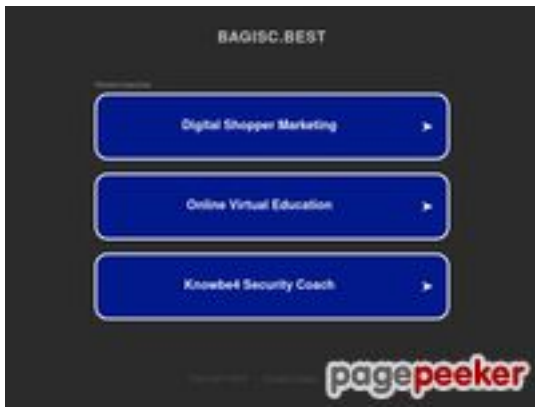 BAGISC.BEST
Digital Shopper Marketing
Online Virtual Education
Knowbe4 Security Coach
pagepeeker